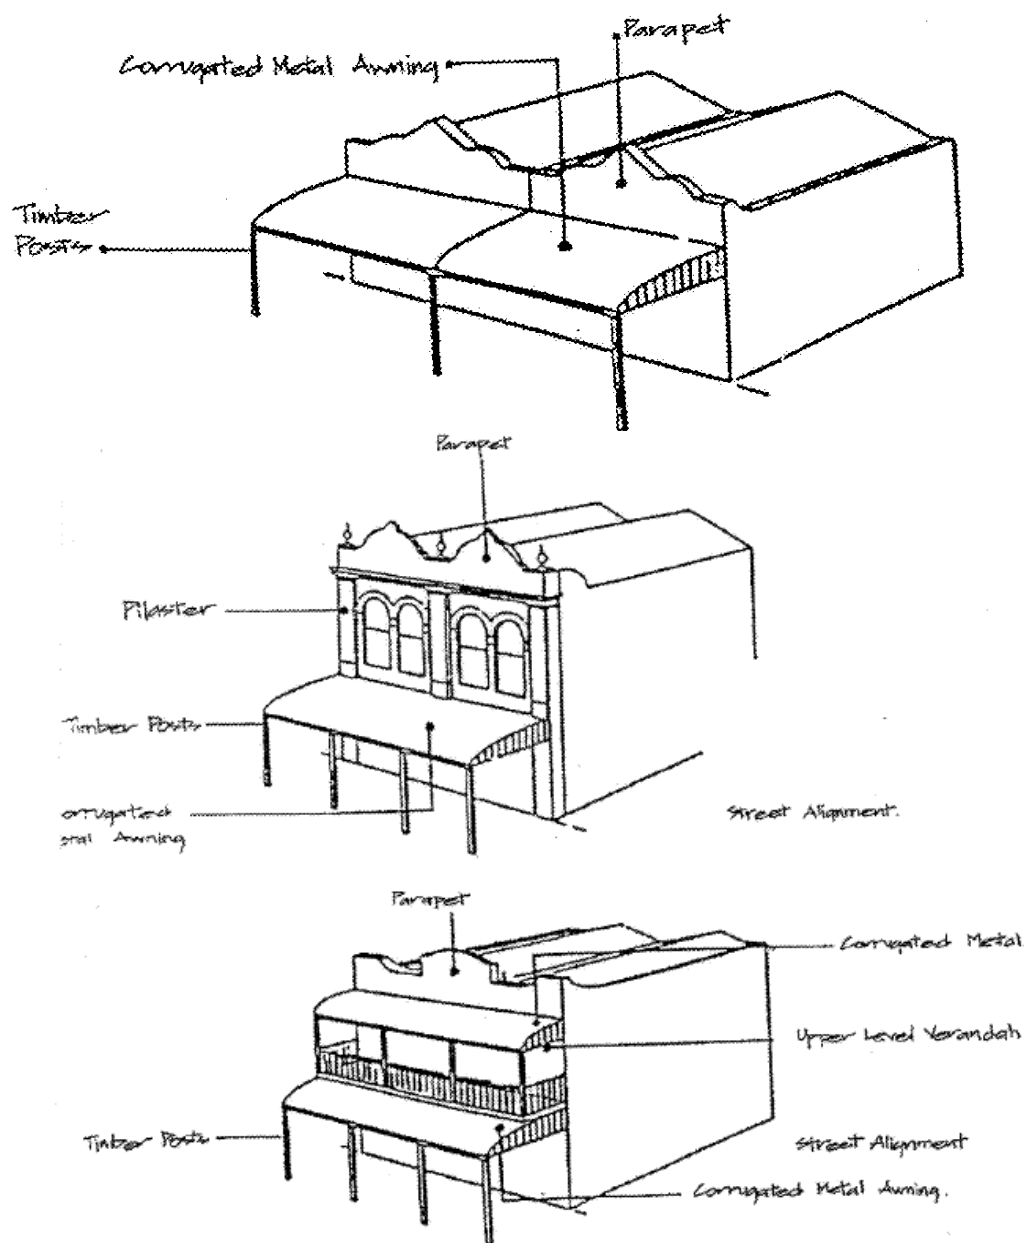 Parapet
Corrugated Metal Awning
Timber
Posts
Parapet
Pilaster
Timber Posts
orrugated
etal Awning
Street Alignment.
Parapet
Corrugated Metal
Upper Level Verandah
Timber Posts
Street Alignment
Corrugated Metal Awning.